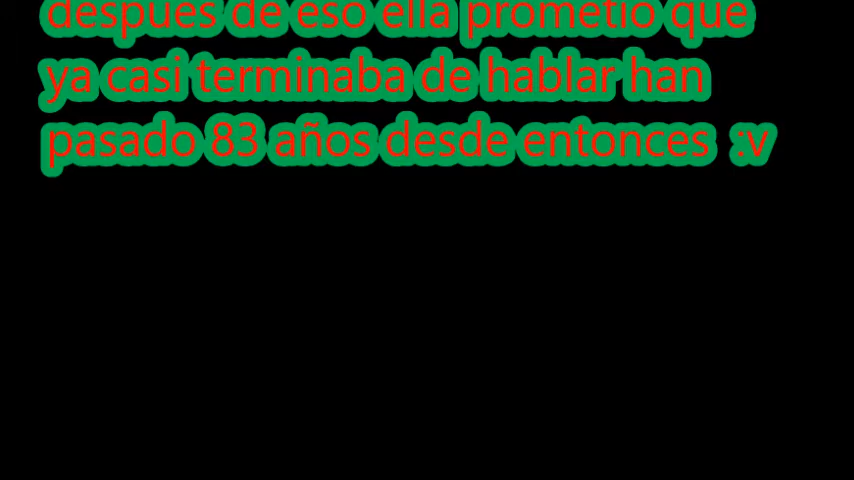 despues de eso ella prometio que
ya casi terminaba de hablar han
pasado 83 años desde entonces :v